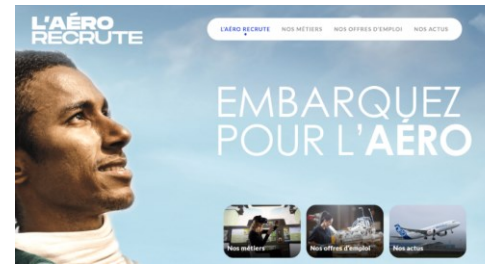 L'AÉRO
RECRUTE
L'AÉRO RECRUTE NOS MÉTIERS NOS OFFRES D'EMPLOI NOS ACTUS
EMBARQUEZ
POUR L'AÉRO
Nos métiers Nos offres d'emploi Nos actus